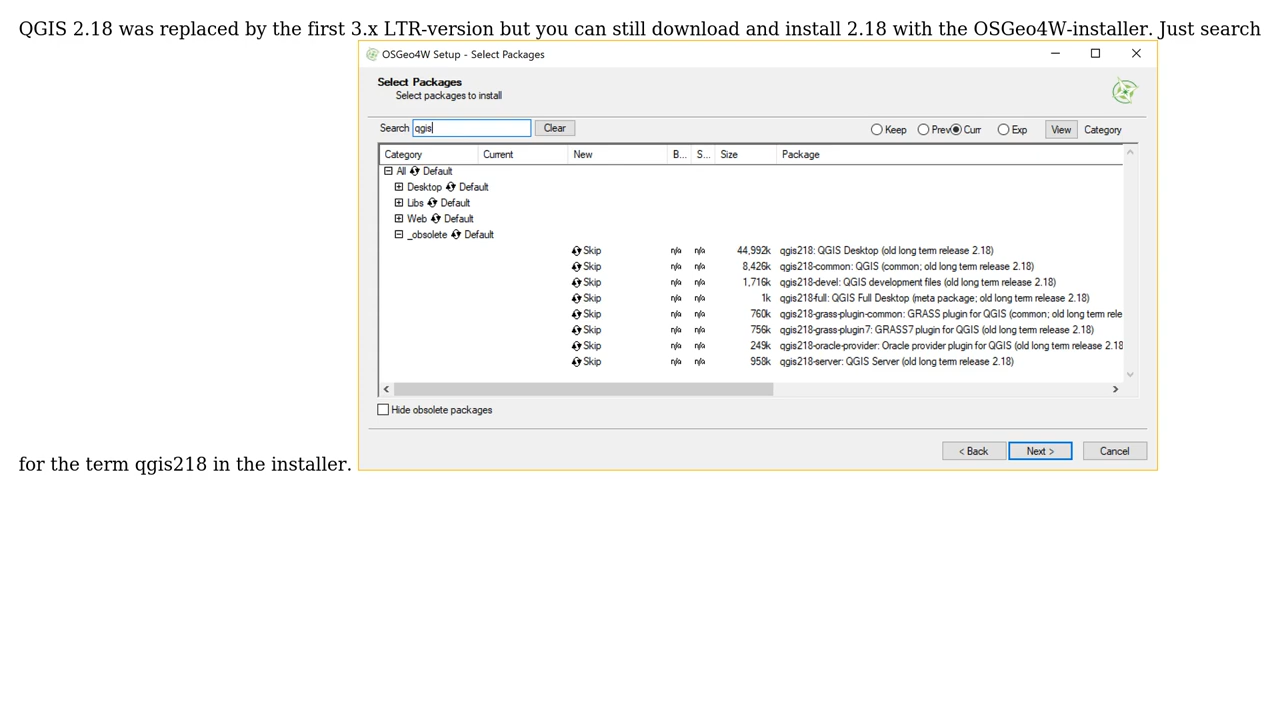 QGIS 2.18 was replaced by the first 3.x LTR-version but you can still download and install 2.18 with the OSGeo4W-installer. Just search
OSGeo4W Setup - Select Packages
Select Packages
Select packages to install
Search qgis Clear Keep Prev Curr Exp View Category
Category Current New B... S... Size Package
All Default
Desktop Default
Libs Default
Web Default
_obsolete Default
Skip n/a n/a 44,992k qgis218: QGIS Desktop (old long term release 2.18)
Skip n/a n/a 8,426k qgis218-common: QGIS (common; old long term release 2.18)
Skip n/a n/a 1,716k qgis218-devel: QGIS development files (old long term release 2.18)
Skip n/a n/a 1k qgis218-full: QGIS Full Desktop (meta package; old long term release 2.18)
Skip n/a n/a 760k qgis218-grass-plugin-common: GRASS plugin for QGIS (common; old long term rele
Skip n/a n/a 756k qgis218-grass-plugin7: GRASS7 plugin for QGIS (old long term release 2.18)
Skip n/a n/a 249k qgis218-oracle-provider: Oracle provider plugin for QGIS (old long term release 2.18
Skip n/a n/a 958k qgis218-server: QGIS Server (old long term release 2.18)
Hide obsolete packages
< Back Next > Cancel
for the term qgis218 in the installer.